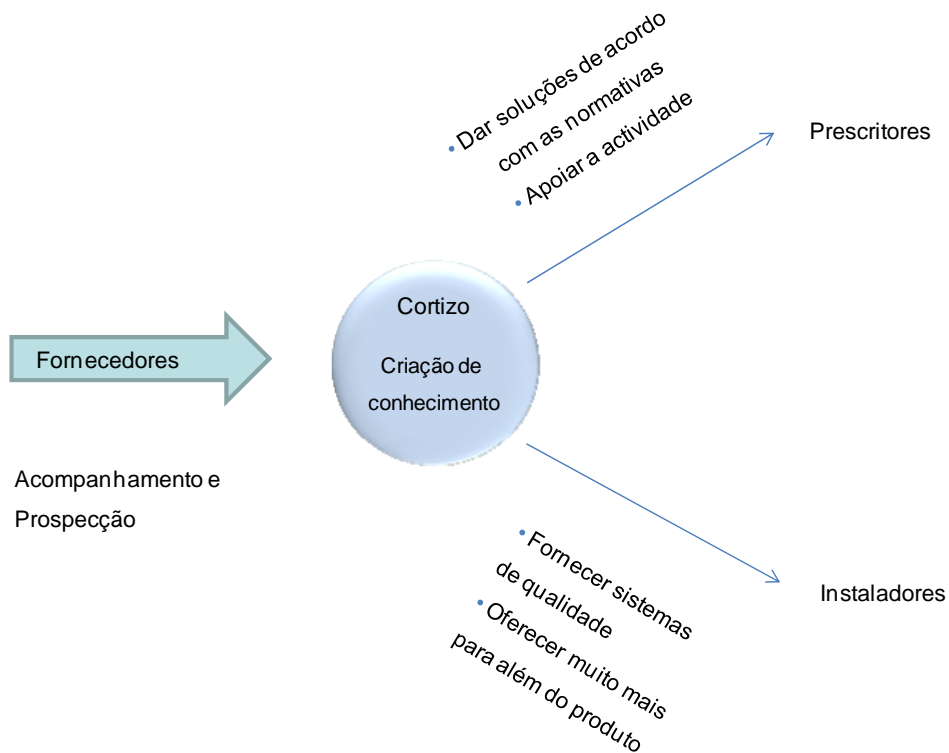 • Dar soluções de acordo
com as normativas
• Apoiar a actividade
Prescritores
Cortizo
Criação de
conhecimento
Fornecedores
Acompanhamento e
Prospecção
• Fornecer sistemas
de qualidade
• Oferecer muito mais
para além do produto
Instaladores